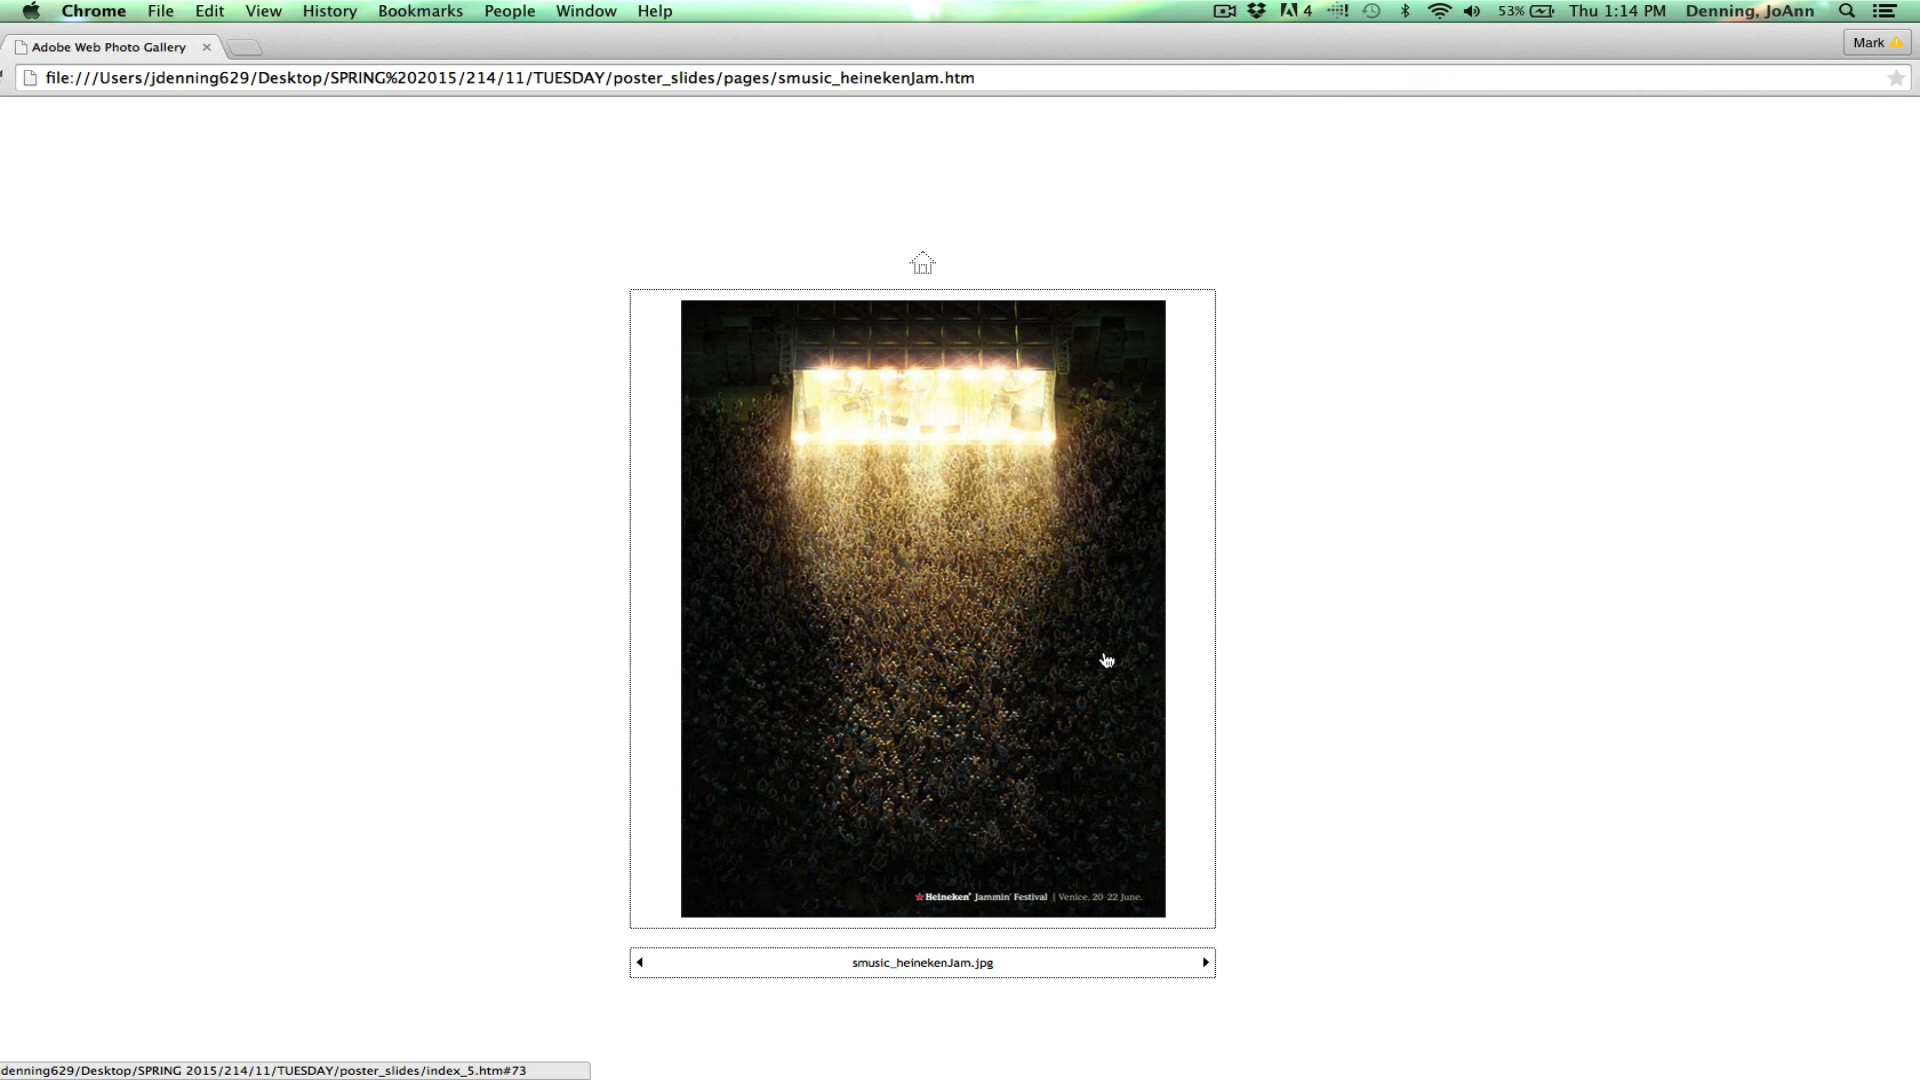 Chrome File Edit View History Bookmarks People Window Help 4 53% Thu 1:14 PM Denning, JoAnn
Adobe Web Photo Gallery × Mark
file:///Users/jdenning629/Desktop/SPRING%202015/214/11/TUESDAY/poster_slides/pages/smusic_heinekenJam.htm
Heineken® Jammin' Festival | Venice, 20-22 June.
smusic_heinekenJam.jpg
denning629/Desktop/SPRING 2015/214/11/TUESDAY/poster_slides/index_5.htm#73